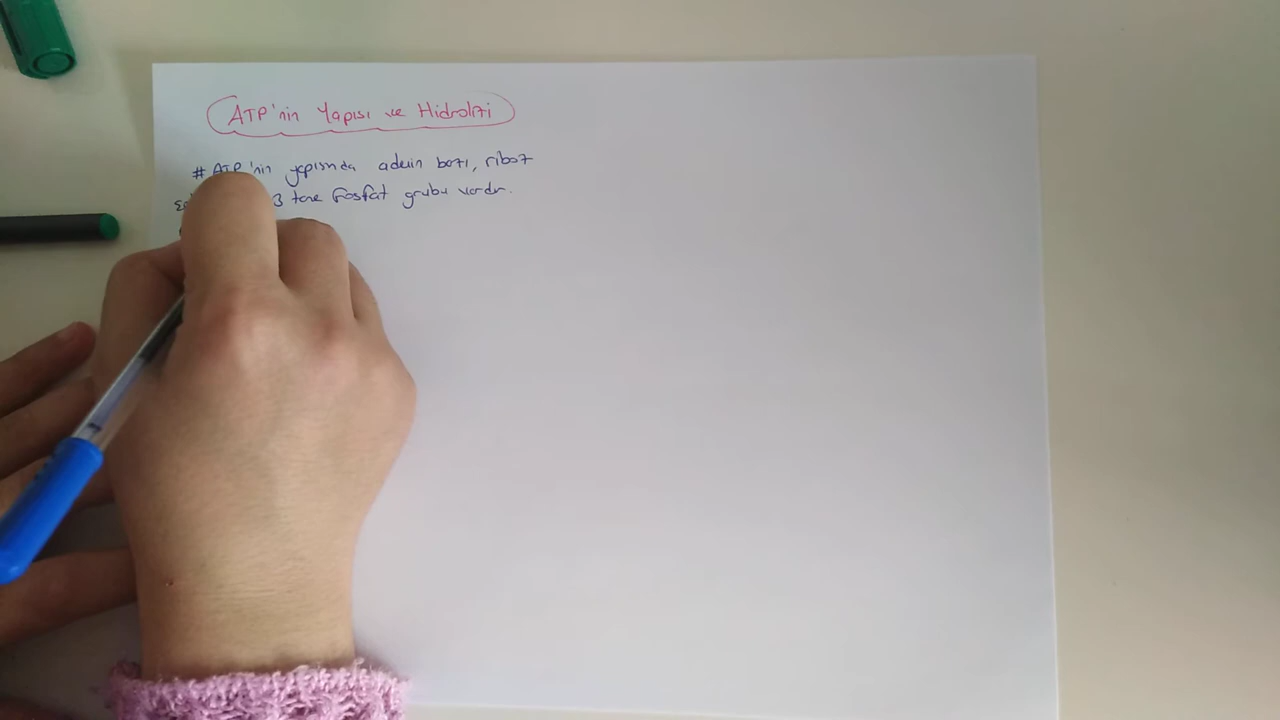 ATP'nin Yapısı ve Hidrolizi
# ATP'nin yapısında adenin bazı, riboz
3 tane fosfat grubu vardır.